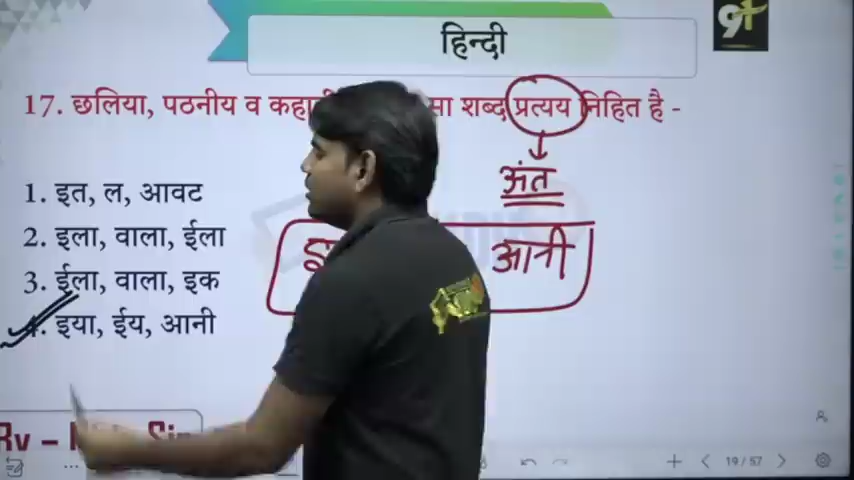 हिन्दी
17. छलिया, पठनीय व शब्द प्रत्यय निहित है -
अंत
1. इत, ल, आवट
2. इला, वाला, ईला
आनी
3. ईला, वाला, इक
4. इया, ईय, आनी
19/57